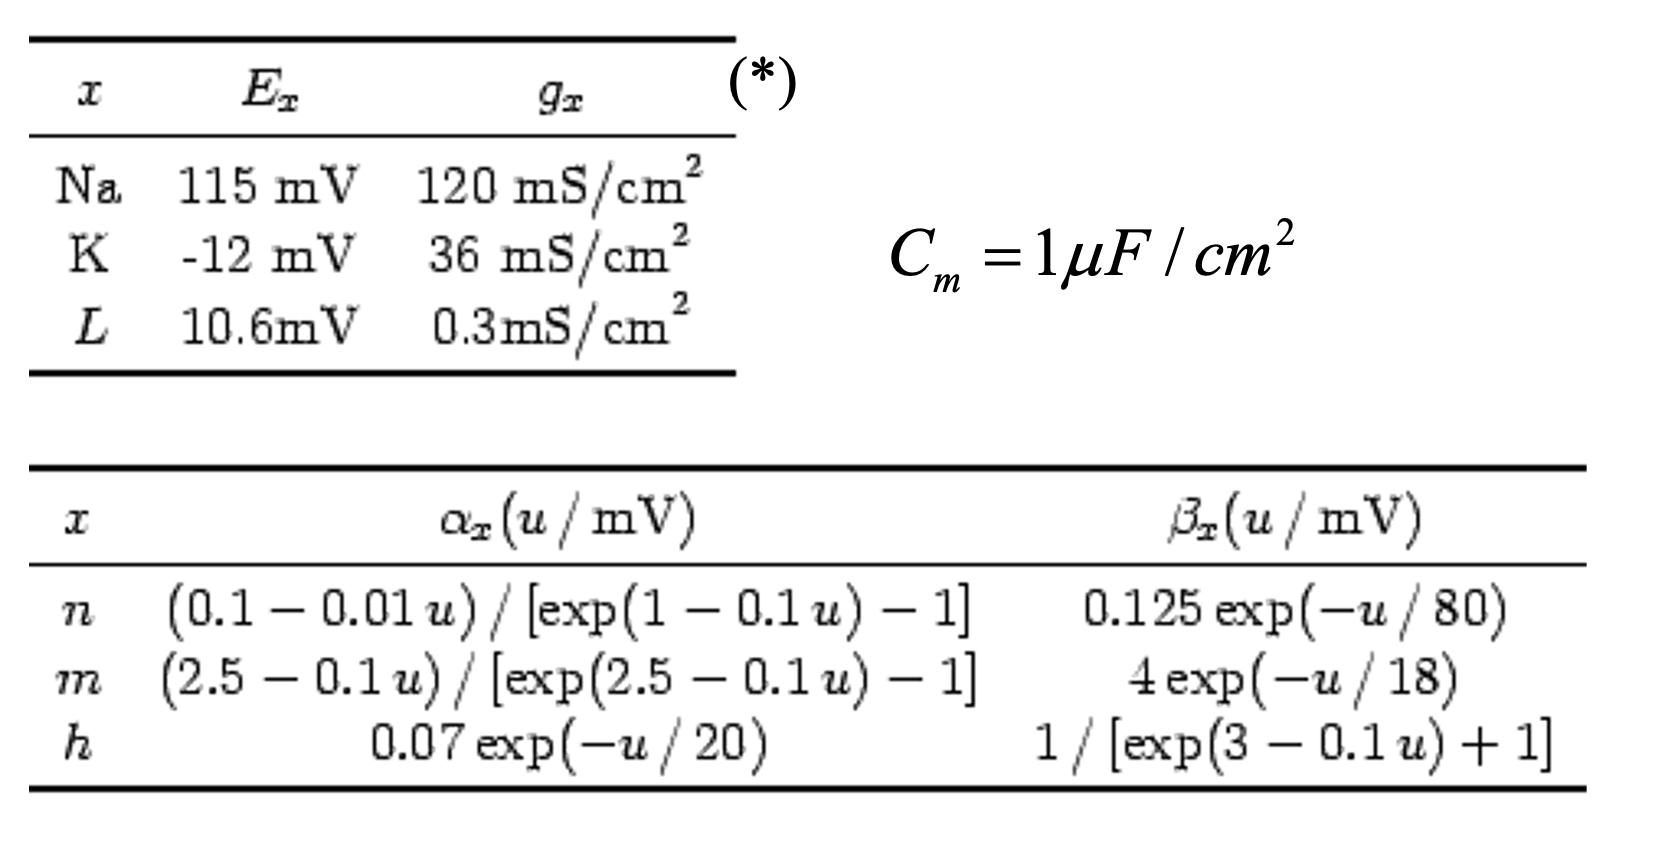 x E_x g_x (*)
Na 115 mV 120 mS/cm²
K -12 mV 36 mS/cm²
L 10.6mV 0.3mS/cm²
C_m = 1μF / cm²
x α_x(u / mV) β_x(u / mV)
n (0.1 − 0.01 u) / [exp(1 − 0.1 u) − 1] 0.125 exp(−u / 80)
m (2.5 − 0.1 u) / [exp(2.5 − 0.1 u) − 1] 4 exp(−u / 18)
h 0.07 exp(−u / 20) 1 / [exp(3 − 0.1 u) + 1]